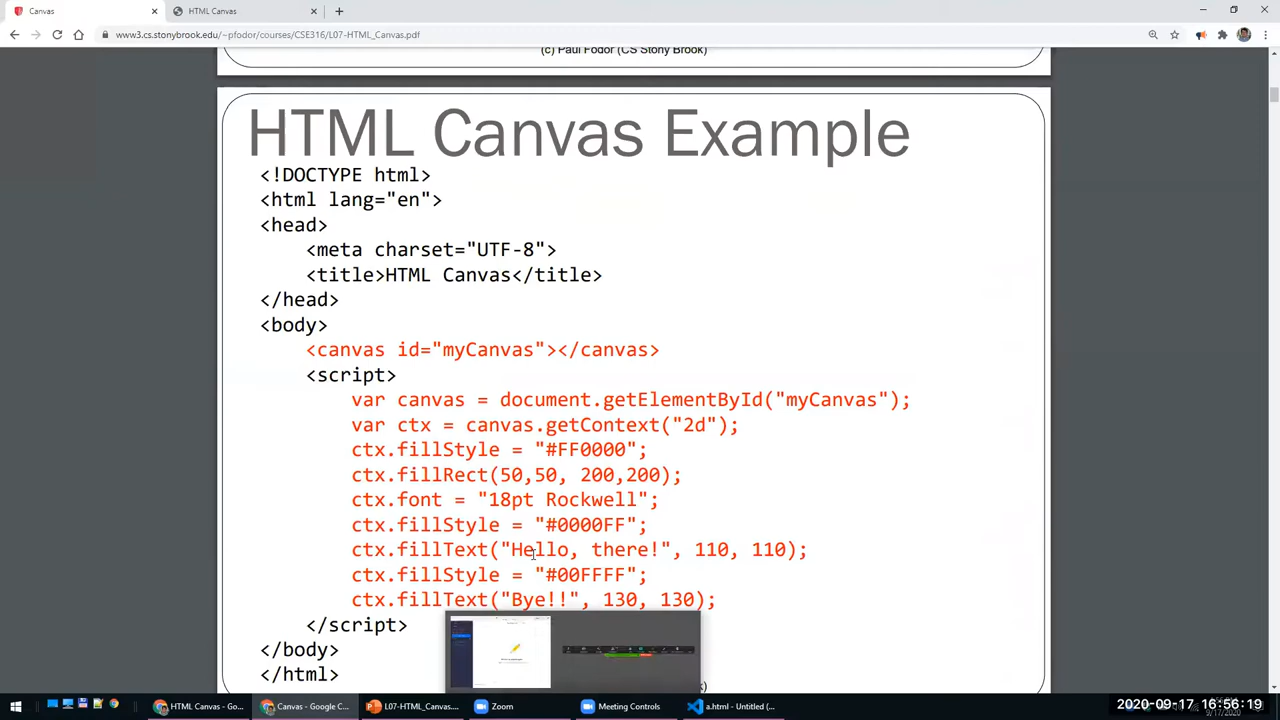 Canvas
HTML Canvas
www3.cs.stonybrook.edu/~pfodor/courses/CSE316/L07-HTML_Canvas.pdf
(c) Paul Fodor (CS Stony Brook)
HTML Canvas Example
<!DOCTYPE html>
<html lang="en">
<head>
<meta charset="UTF-8">
<title>HTML Canvas</title>
</head>
<body>
<canvas id="myCanvas"></canvas>
<script>
var canvas = document.getElementById("myCanvas");
var ctx = canvas.getContext("2d");
ctx.fillStyle = "#FF0000";
ctx.fillRect(50,50, 200,200);
ctx.font = "18pt Rockwell";
ctx.fillStyle = "#0000FF";
ctx.fillText("Hello, there!", 110, 110);
ctx.fillStyle = "#00FFFF";
ctx.fillText("Bye!!", 130, 130);
</script>
</body>
</html>
HTML Canvas - Go...
Canvas - Google C...
L07-HTML_Canvas....
Zoom
Meeting Controls
a.html - Untitled (...
2020-09-17 16:56:19